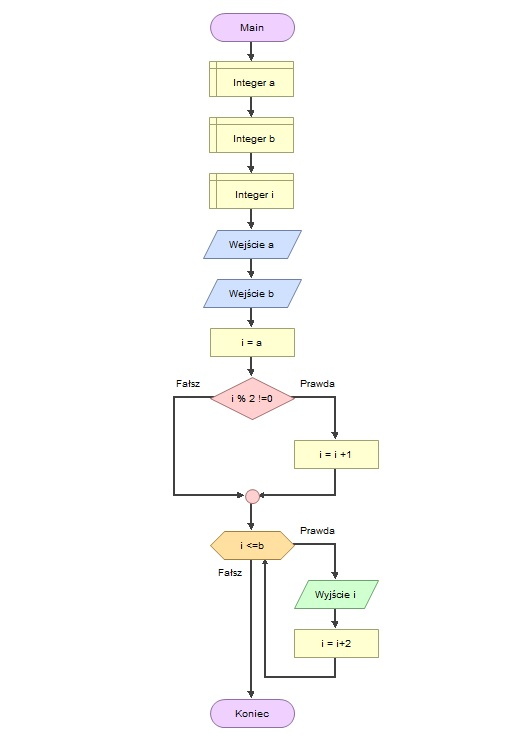 Main
Integer a
Integer b
Integer i
Wejście a
Wejście b
i = a
Fałsz
Prawda
i % 2 !=0
i = i +1
Prawda
i <=b
Fałsz
Wyjście i
i = i+2
Koniec